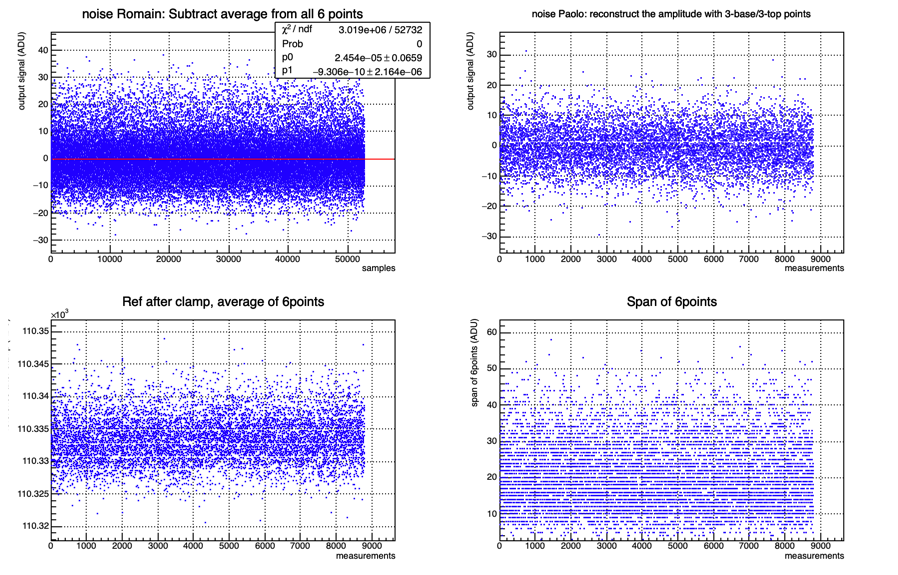 noise Romain: Subtract average from all 6 points
output signal (ADU)
χ² / ndf 3.019e+06 / 52732
Prob 0
p0 2.454e−05 ± 0.0659
p1 −9.306e−10 ± 2.164e−06
40
30
20
10
0
−10
−20
−30
0 10000 20000 30000 40000 50000
samples
noise Paolo: reconstruct the amplitude with 3-base/3-top points
output signal (ADU)
30
20
10
0
−10
−20
−30
0 1000 2000 3000 4000 5000 6000 7000 8000 9000
measurements
Ref after clamp, average of 6points
×10³
110.35
110.345
110.34
110.335
110.33
110.325
110.32
0 1000 2000 3000 4000 5000 6000 7000 8000 9000
measurements
Span of 6points
span of 6points (ADU)
60
50
40
30
20
10
0 1000 2000 3000 4000 5000 6000 7000 8000 9000
measurements